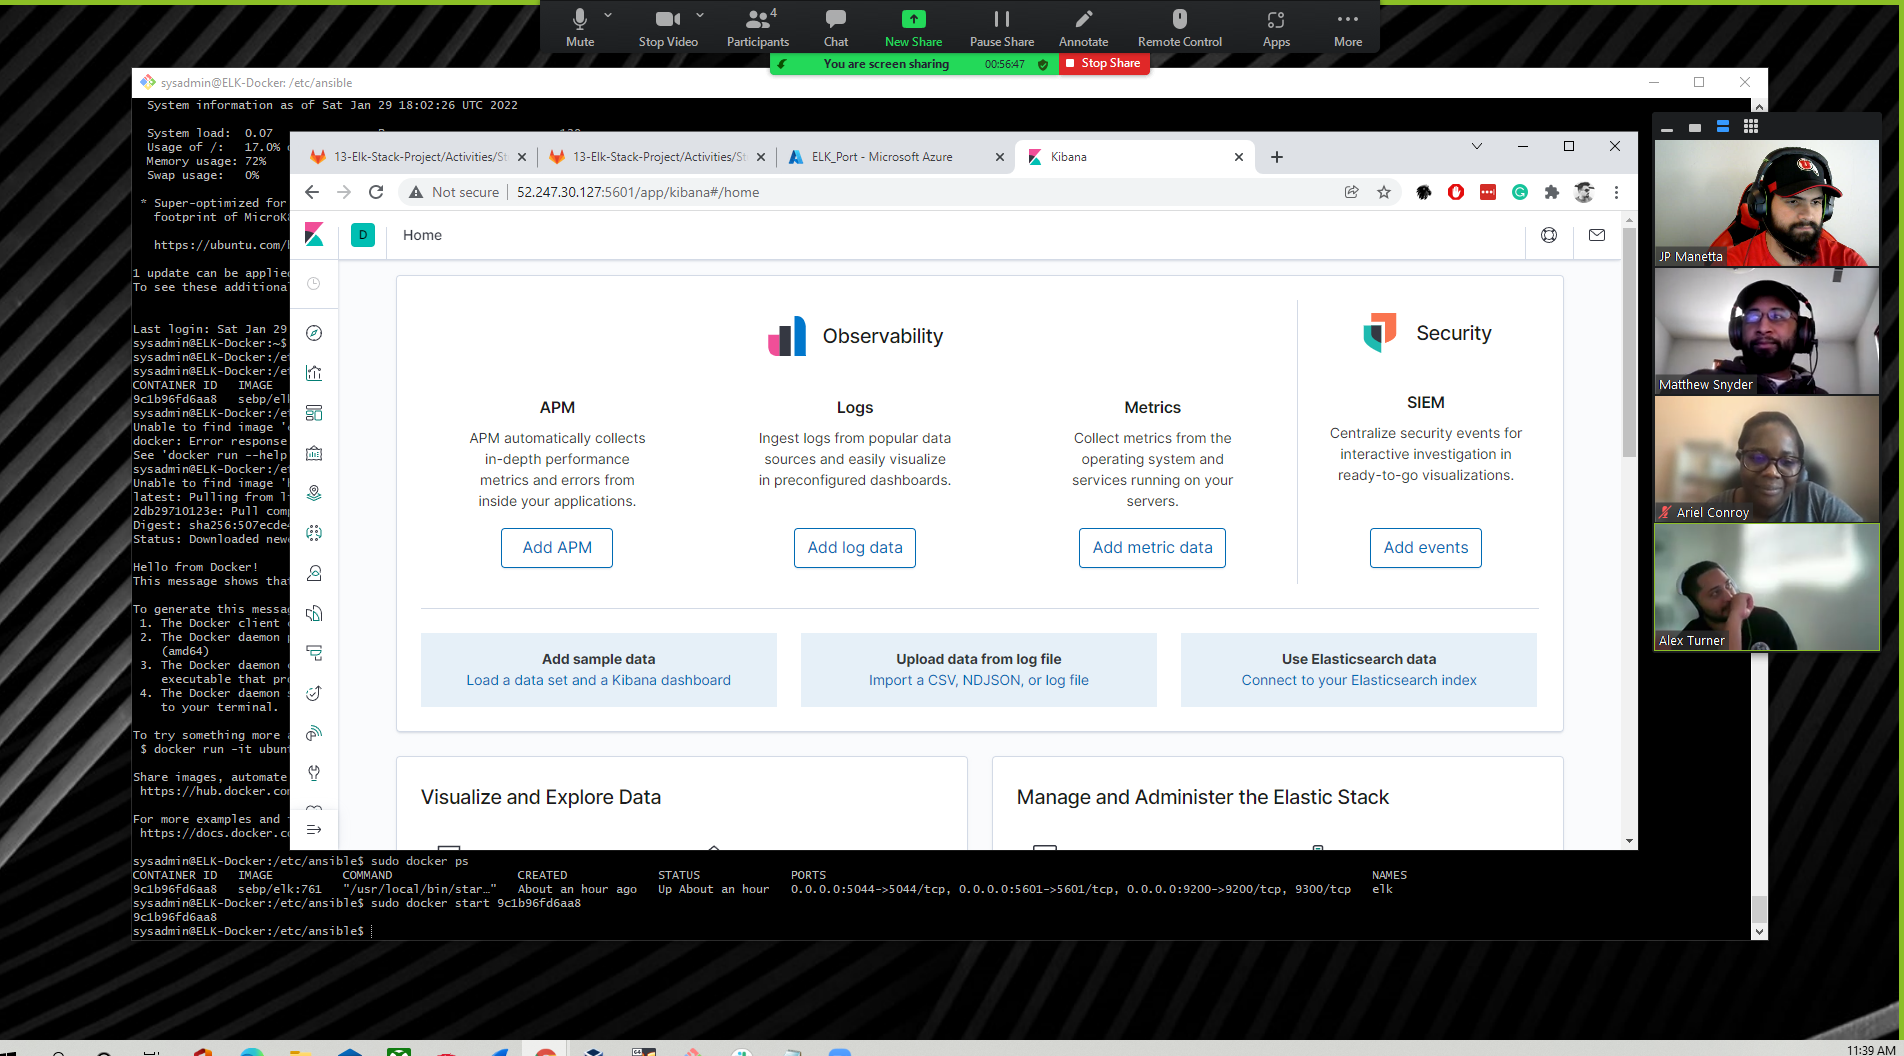 Mute
Stop Video
Participants
4
Chat
New Share
Pause Share
Annotate
Remote Control
Apps
More
You are screen sharing
00:56:47
Stop Share
sysadmin@ELK-Docker: /etc/ansible
System information as of Sat Jan 29 18:02:26 UTC 2022
System load: 0.07
Usage of /: 17.0%
Memory usage: 72%
Swap usage: 0%
* Super-optimized for
footprint of MicroK8
https://ubuntu.com/
1 update can be applie
To see these additional
Last login: Sat Jan 29
sysadmin@ELK-Docker:~$
sysadmin@ELK-Docker:/et
sysadmin@ELK-Docker:/et
CONTAINER ID IMAGE
9c1b96fd6aa8 sebp/el
sysadmin@ELK-Docker:/et
Unable to find image '
docker: Error response
See 'docker run --help
sysadmin@ELK-Docker:/et
Unable to find image '
latest: Pulling from li
2db29710123e: Pull comp
Digest: sha256:507ecde
Status: Downloaded newe
Hello from Docker!
This message shows that
To generate this messag
1. The Docker client
2. The Docker daemon p
(amd64)
3. The Docker daemon
executable that pro
4. The Docker daemon s
to your terminal.
To try something more a
$ docker run -it ubun
Share images, automate
https://hub.docker.co
For more examples and i
https://docs.docker.c
13-Elk-Stack-Project/Activities/St
13-Elk-Stack-Project/Activities/St
ELK_Port - Microsoft Azure
Kibana
Not secure
52.247.30.127:5601/app/kibana#/home
D
Home
Observability
Security
APM
APM automatically collects
in-depth performance
metrics and errors from
inside your applications.
Add APM
Logs
Ingest logs from popular data
sources and easily visualize
in preconfigured dashboards.
Add log data
Metrics
Collect metrics from the
operating system and
services running on your
servers.
Add metric data
SIEM
Centralize security events for
interactive investigation in
ready-to-go visualizations.
Add events
Add sample data
Load a data set and a Kibana dashboard
Upload data from log file
Import a CSV, NDJSON, or log file
Use Elasticsearch data
Connect to your Elasticsearch index
Visualize and Explore Data
Manage and Administer the Elastic Stack
JP Manetta
Matthew Snyder
Ariel Conroy
Alex Turner
sysadmin@ELK-Docker:/etc/ansible$ sudo docker ps
CONTAINER ID IMAGE COMMAND CREATED STATUS PORTS NAMES
9c1b96fd6aa8 sebp/elk:761 "/usr/local/bin/star…" About an hour ago Up About an hour 0.0.0.0:5044->5044/tcp, 0.0.0.0:5601->5601/tcp, 0.0.0.0:9200->9200/tcp, 9300/tcp elk
sysadmin@ELK-Docker:/etc/ansible$ sudo docker start 9c1b96fd6aa8
9c1b96fd6aa8
sysadmin@ELK-Docker:/etc/ansible$
11:39 AM